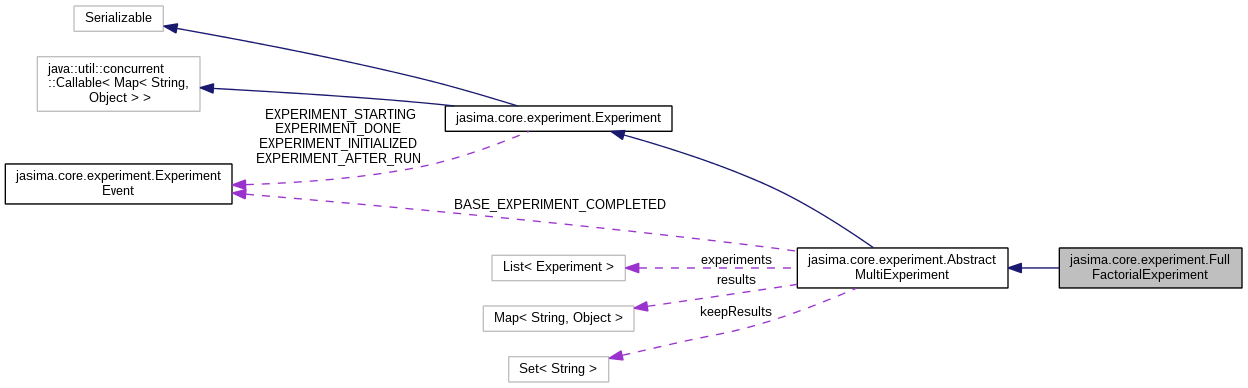 Serializable
java::util::concurrent
::Callable< Map< String,
Object > >
jasima.core.experiment.Experiment
EXPERIMENT_STARTING
EXPERIMENT_DONE
EXPERIMENT_INITIALIZED
EXPERIMENT_AFTER_RUN
jasima.core.experiment.Experiment
Event
BASE_EXPERIMENT_COMPLETED
List< Experiment >
experiments
jasima.core.experiment.Abstract
MultiExperiment
jasima.core.experiment.Full
FactorialExperiment
results
Map< String, Object >
keepResults
Set< String >